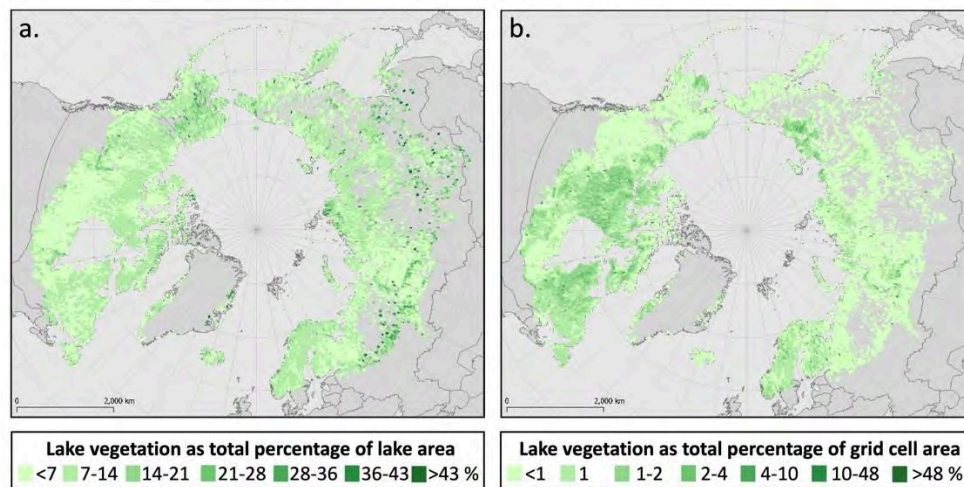 a.
0 2,000 km
Lake vegetation as total percentage of lake area
<7 7-14 14-21 21-28 28-36 36-43 >43 %
b.
0 2,000 km
Lake vegetation as total percentage of grid cell area
<1 1 1-2 2-4 4-10 10-48 >48 %